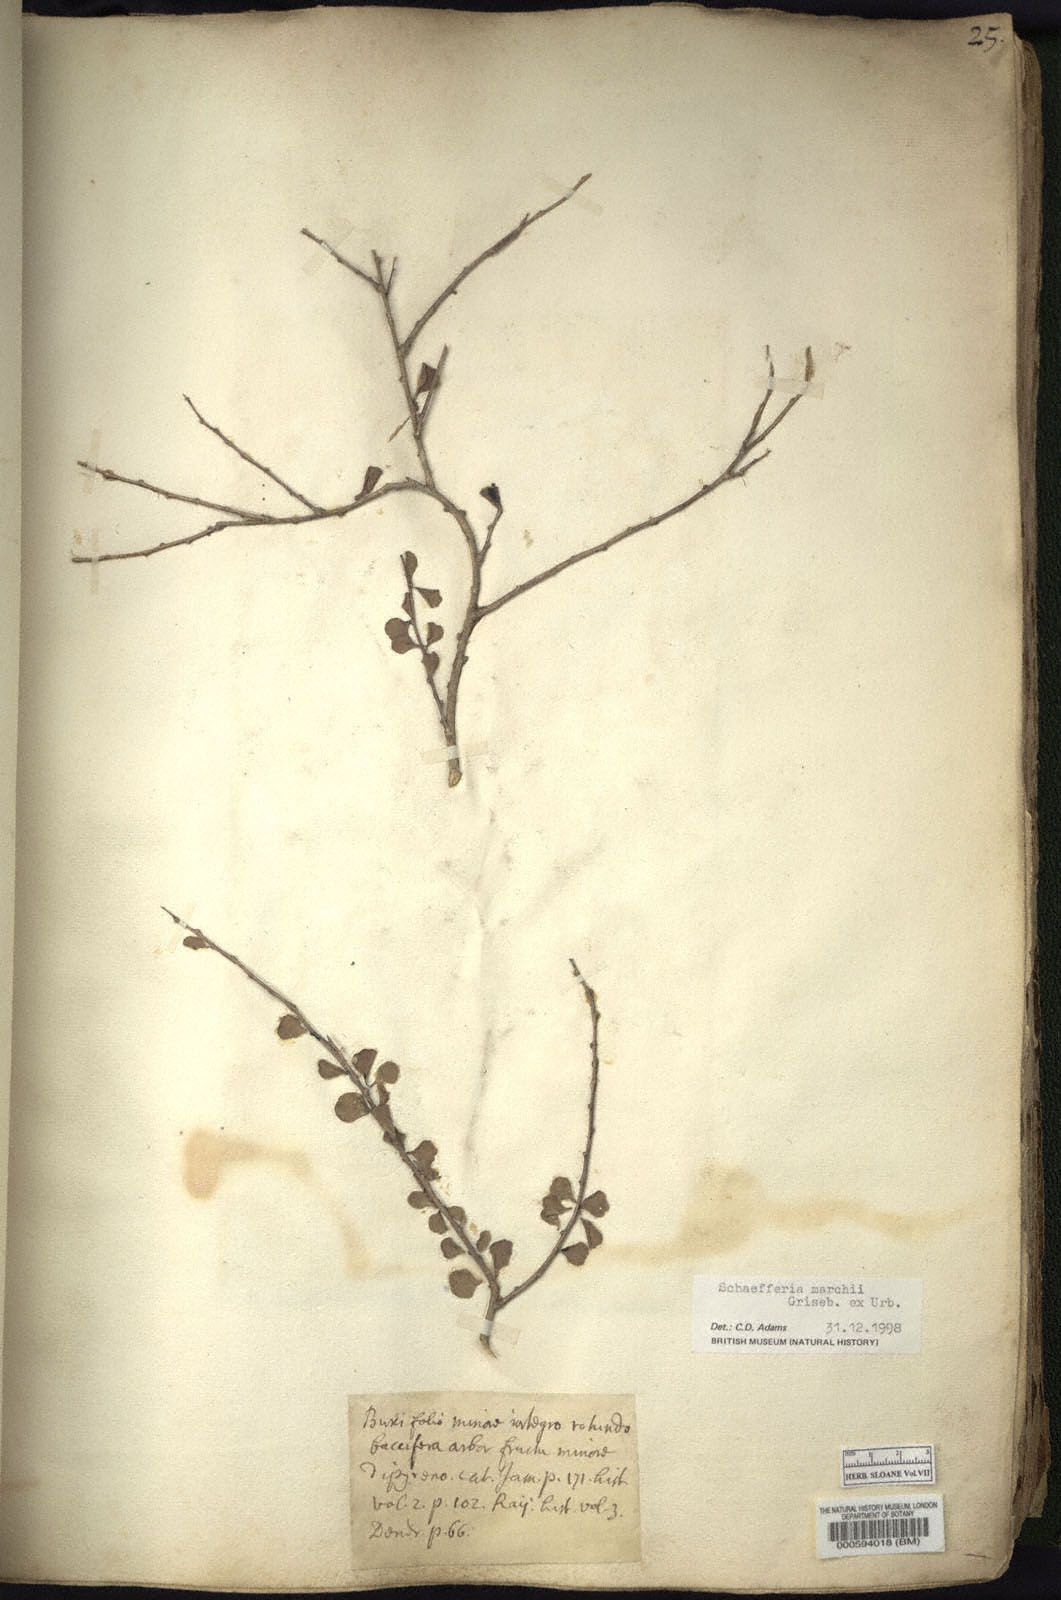 25.
Schaefferia marchii
Griseb. ex Urb.
Det.: C.D. Adams 31.12.1998
BRITISH MUSEUM (NATURAL HISTORY)
Buxi folio minore integro rotundo
baccifera arbor fructu minore
dipyreno. cat. Jam. p. 171. hist.
vol. 2. p. 102. Raij. hist. vol. 3.
Dendr. p. 66.
HERB. SLOANE Vol. VII
THE NATURAL HISTORY MUSEUM, LONDON
DEPARTMENT OF BOTANY
000594018 (BM)